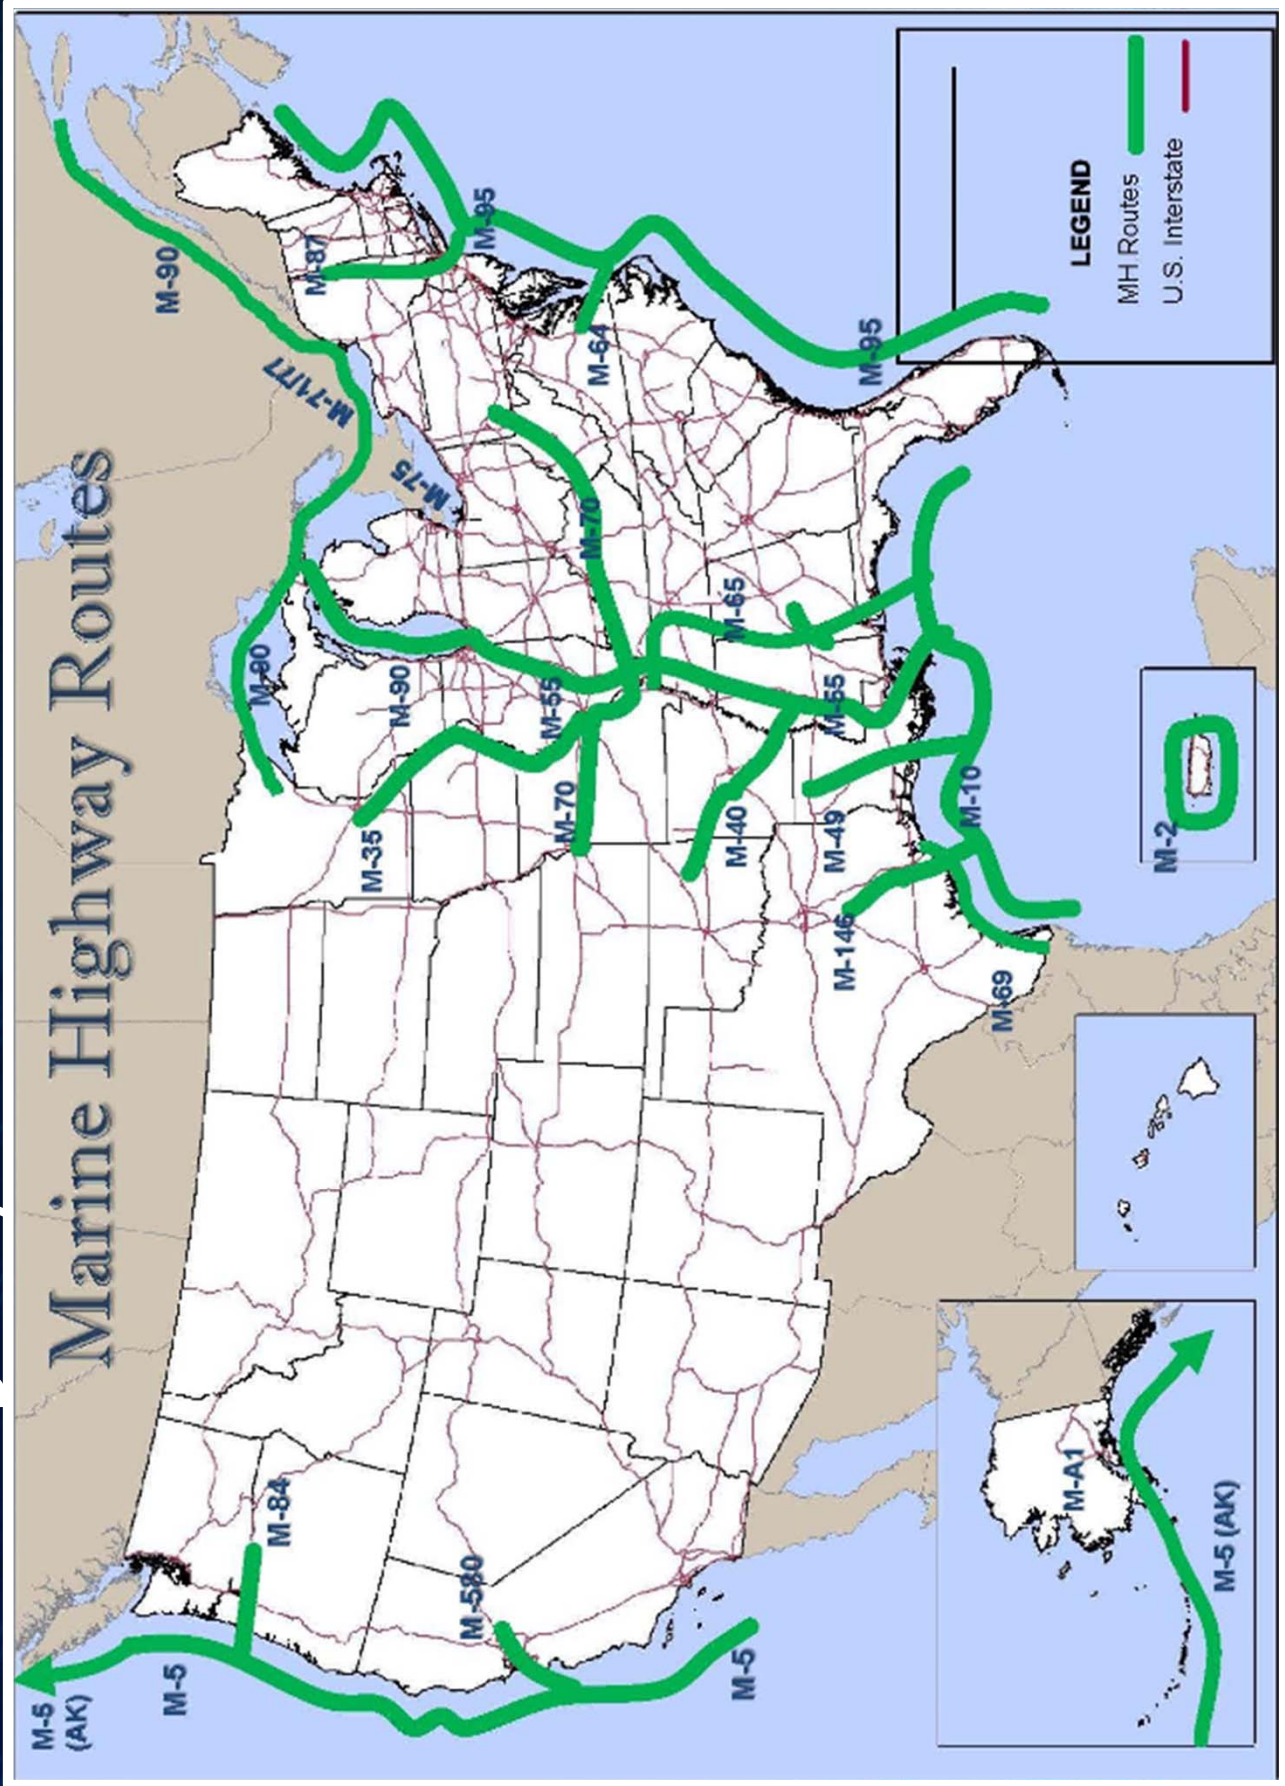 Marine Highway Routes
M-5
(AK)
M-5
M-84
M-580
M-5
M-35
M-90
M-90
M-90
M-71/77
M-75
M-87
M-95
M-64
M-95
M-70
M-55
M-70
M-65
M-55
M-40
M-49
M-146
M-10
M-69
M-A1
M-5 (AK)
M-2
LEGEND
MH Routes
U.S. Interstate